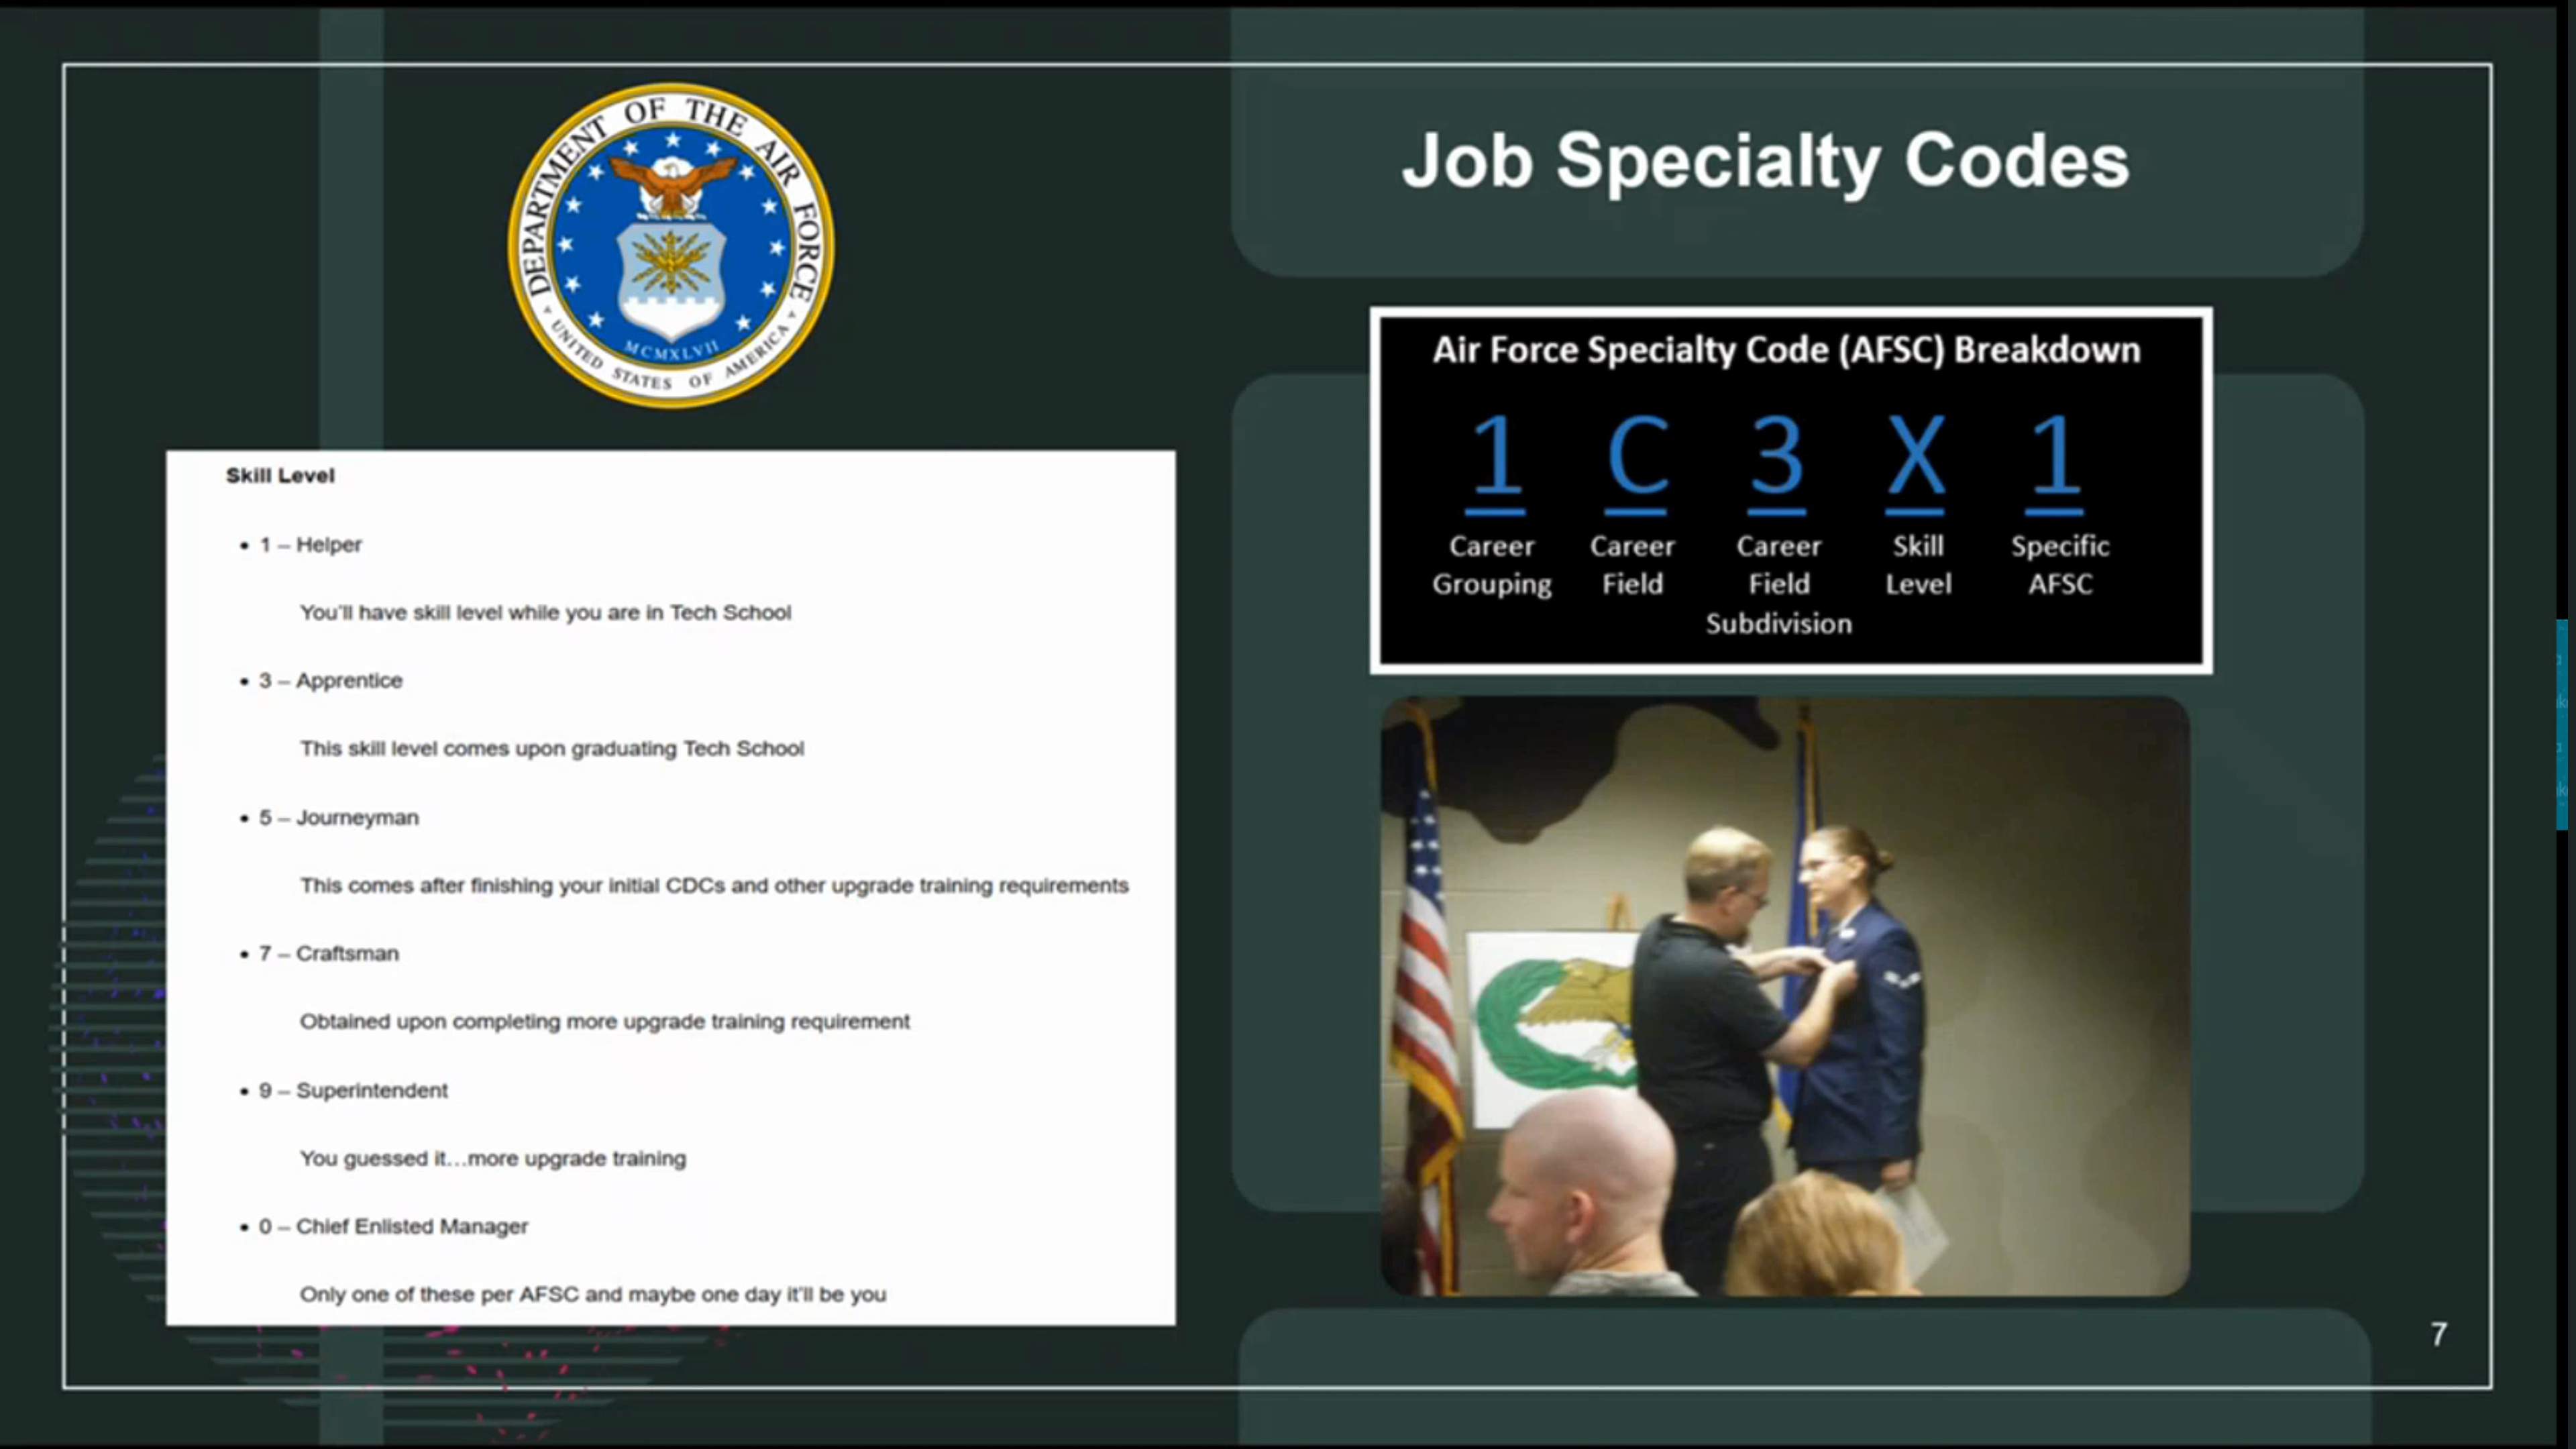 DEPARTMENT OF THE AIR FORCE
MCMXLVII
UNITED STATES OF AMERICA
Job Specialty Codes
Skill Level
• 1 – Helper
You'll have skill level while you are in Tech School
• 3 – Apprentice
This skill level comes upon graduating Tech School
• 5 – Journeyman
This comes after finishing your initial CDCs and other upgrade training requirements
• 7 – Craftsman
Obtained upon completing more upgrade training requirement
• 9 – Superintendent
You guessed it...more upgrade training
• 0 – Chief Enlisted Manager
Only one of these per AFSC and maybe one day it'll be you
Air Force Specialty Code (AFSC) Breakdown
1 C 3 X 1
Career Career Career Skill Specific
Grouping Field Field Level AFSC
Subdivision
7